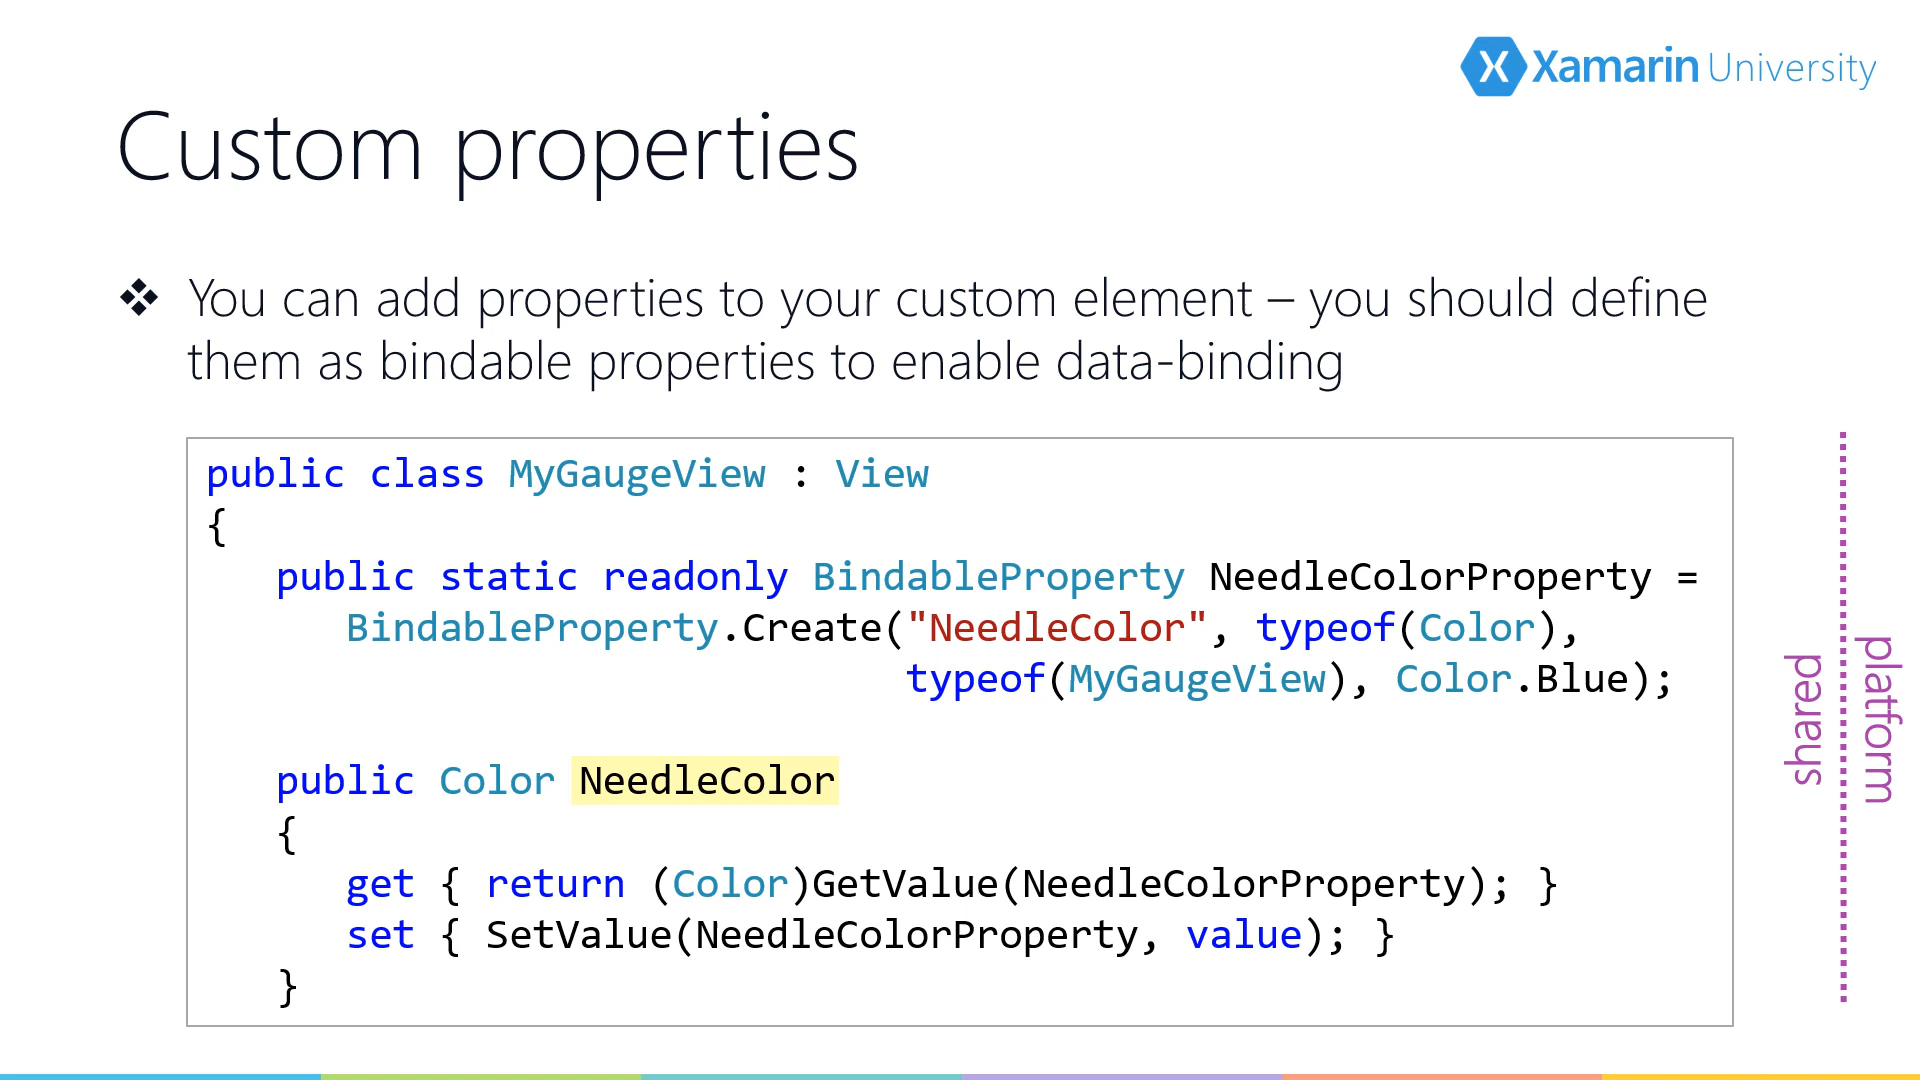 Xamarin University
Custom properties
❖ You can add properties to your custom element – you should define
them as bindable properties to enable data-binding
public class MyGaugeView : View
{
public static readonly BindableProperty NeedleColorProperty =
BindableProperty.Create("NeedleColor", typeof(Color),
typeof(MyGaugeView), Color.Blue);
public Color NeedleColor
{
get { return (Color)GetValue(NeedleColorProperty); }
set { SetValue(NeedleColorProperty, value); }
}
shared
platform